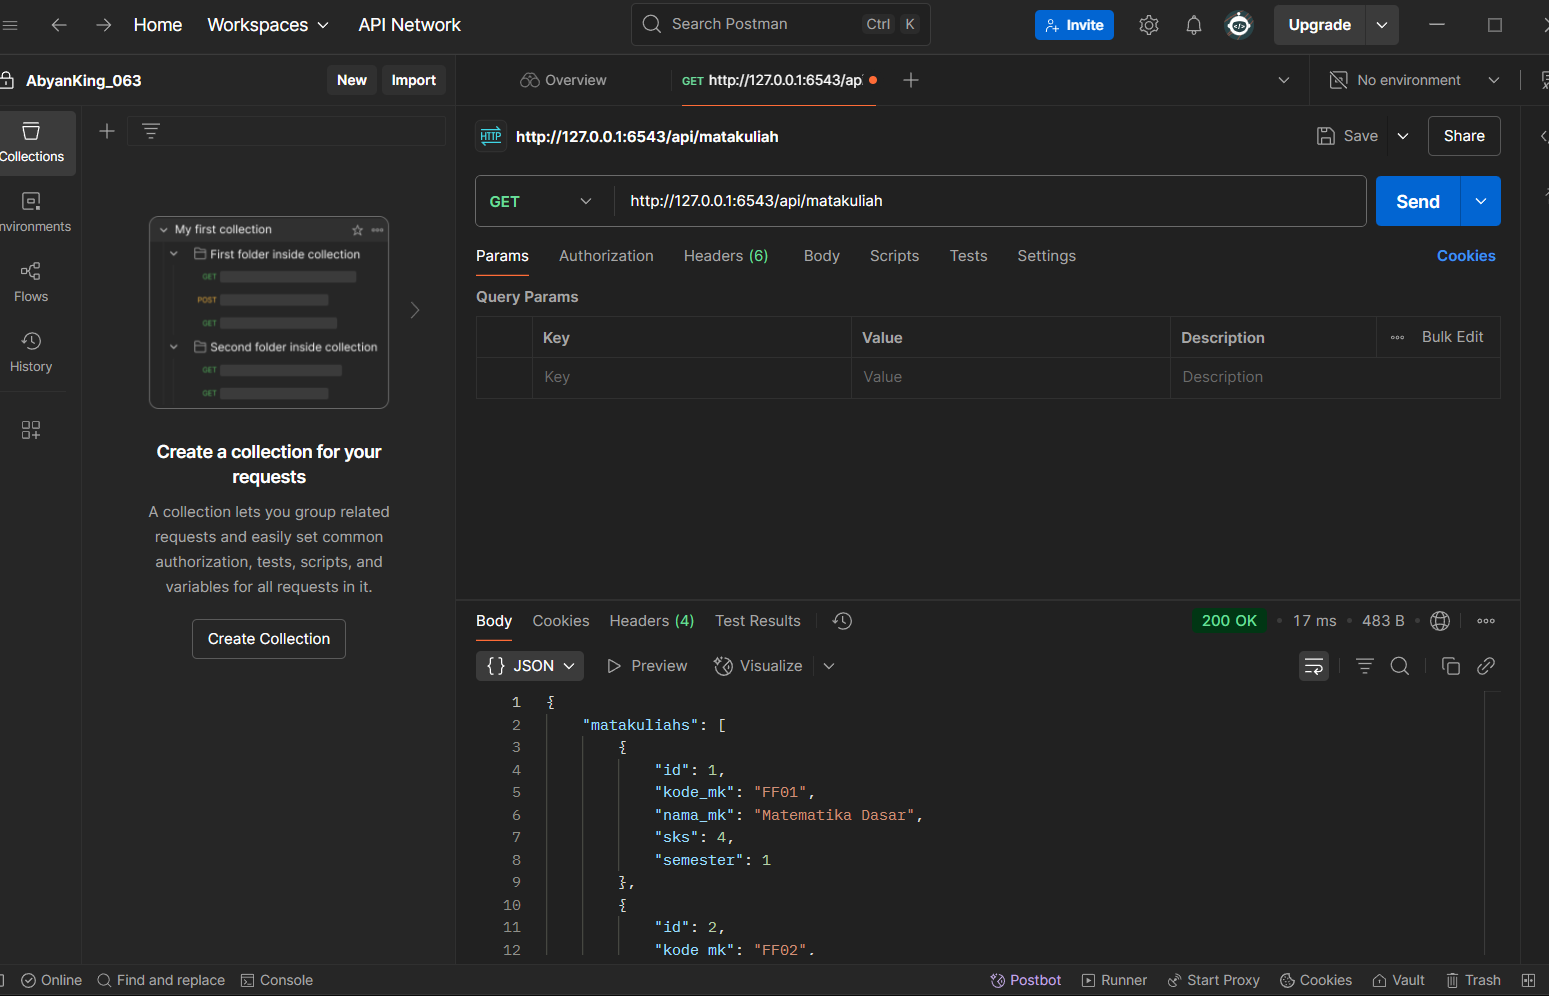 Home Workspaces API Network Search Postman Ctrl K Invite Upgrade
AbyanKing_063 New Import Overview GET http://127.0.0.1:6543/ap No environment
Collections
http://127.0.0.1:6543/api/matakuliah Save Share
GET http://127.0.0.1:6543/api/matakuliah Send
nvironments
Flows
History
Params Authorization Headers (6) Body Scripts Tests Settings Cookies
Query Params
Key Value Description Bulk Edit
Key Value Description
My first collection
First folder inside collection
GET
POST
GET
Second folder inside collection
GET
GET
Create a collection for your
requests
A collection lets you group related
requests and easily set common
authorization, tests, scripts, and
variables for all requests in it.
Create Collection
Body Cookies Headers (4) Test Results 200 OK 17 ms 483 B
{} JSON Preview Visualize
1 {
2 "matakuliahs": [
3 {
4 "id": 1,
5 "kode_mk": "FF01",
6 "nama_mk": "Matematika Dasar",
7 "sks": 4,
8 "semester": 1
9 },
10 {
11 "id": 2,
12 "kode mk": "FF02",
Online Find and replace Console Postbot Runner Start Proxy Cookies Vault Trash